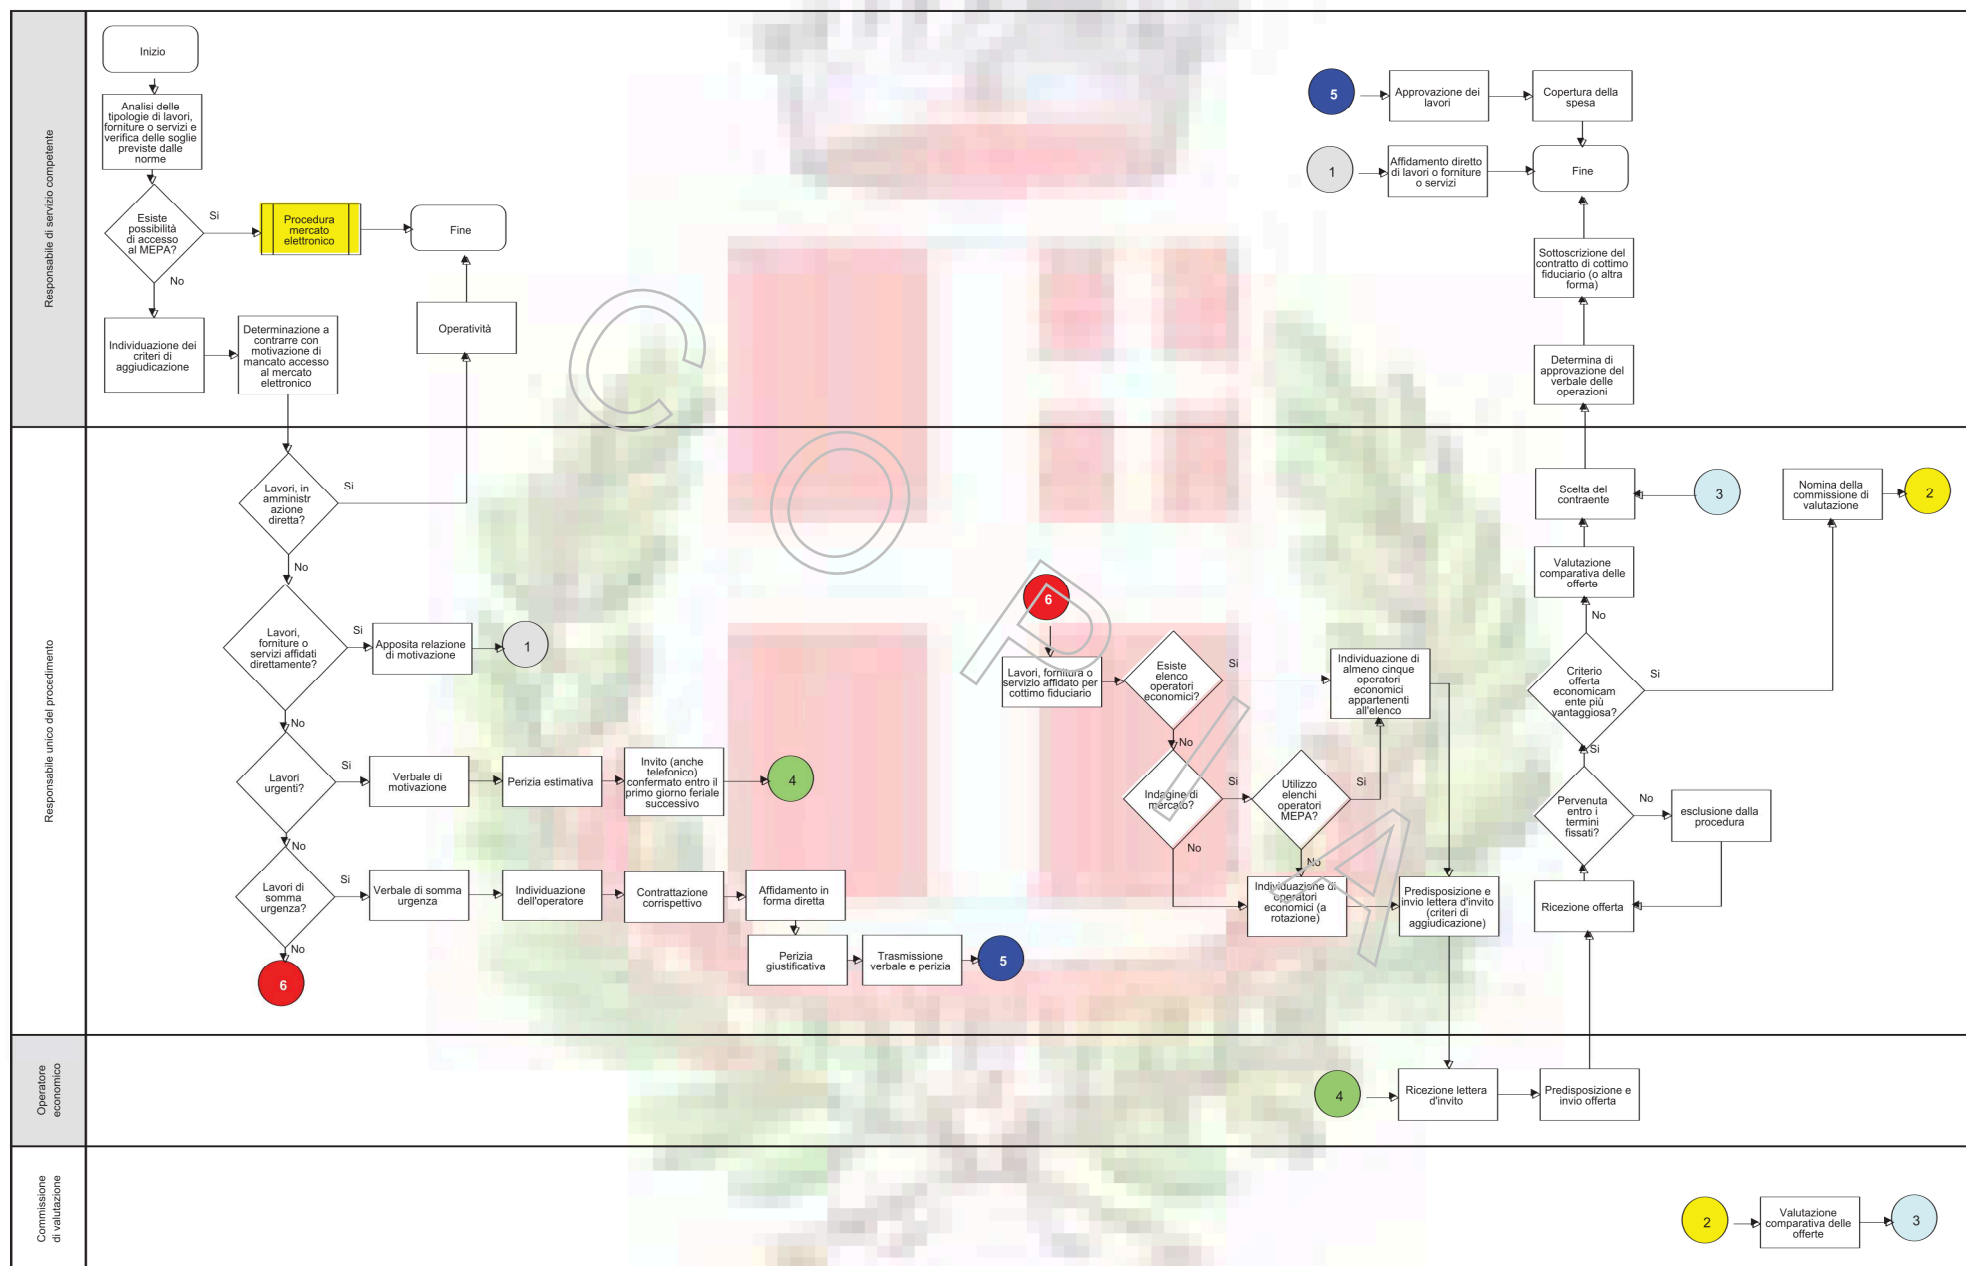 Responsabile di servizio competente
Inizio
Analisi delle
tipologie di lavori,
forniture o servizi e
verifica delle soglie
previste dalle
norme
Esiste
possibilità
di accesso
al MEPA?
Si
No
Procedura
mercato
elettronico
Fine
Individuazione dei
criteri di
aggiudicazione
Determinazione a
contrarre con
motivazione di
mancato accesso
al mercato
elettronico
Operatività
5
Approvazione dei
lavori
Copertura della
spesa
1
Affidamento diretto
di lavori o forniture
o servizi
Fine
Sottoscrizione del
contratto di cottimo
fiduciario (o altra
forma)
Determina di
approvazione del
verbale delle
operazioni
Responsabile unico del procedimento
Lavori, in
amministr
azione
diretta?
Si
No
Lavori,
forniture o
servizi affidati
direttamente?
Si
No
Apposita relazione
di motivazione
1
Lavori
urgenti?
Si
No
Verbale di
motivazione
Perizia estimativa
Invito (anche
telefonico)
confermato entro il
primo giorno feriale
successivo
4
Lavori di
somma
urgenza?
Si
No
Verbale di somma
urgenza
Individuazione
dell'operatore
Contrattazione
corrispettivo
Affidamento in
forma diretta
Perizia
giustificativa
Trasmissione
verbale e perizia
5
6
6
Lavori, fornitura o
servizio affidato per
cottimo fiduciario
Esiste
elenco
operatori
economici?
Si
No
Individuazione di
almeno cinque
operatori
economici
appartenenti
all'elenco
Indagine di
mercato?
Si
No
Utilizzo
elenchi
operatori
MEPA?
Si
No
Individuazione di
operatori
economici (a
rotazione)
Predisposizione e
invio lettera d'invito
(criteri di
aggiudicazione)
Scelta del
contraente
3
Nomina della
commissione di
valutazione
2
Valutazione
comparativa delle
offerte
No
Criterio
offerta
economicam
ente più
vantaggiosa?
Si
Si
Pervenuta
entro i
termini
fissati?
No
esclusione dalla
procedura
Ricezione offerta
Operatore
economico
4
Ricezione lettera
d'invito
Predisposizione e
invio offerta
Commissione
di valutazione
2
Valutazione
comparativa delle
offerte
3
COPIA